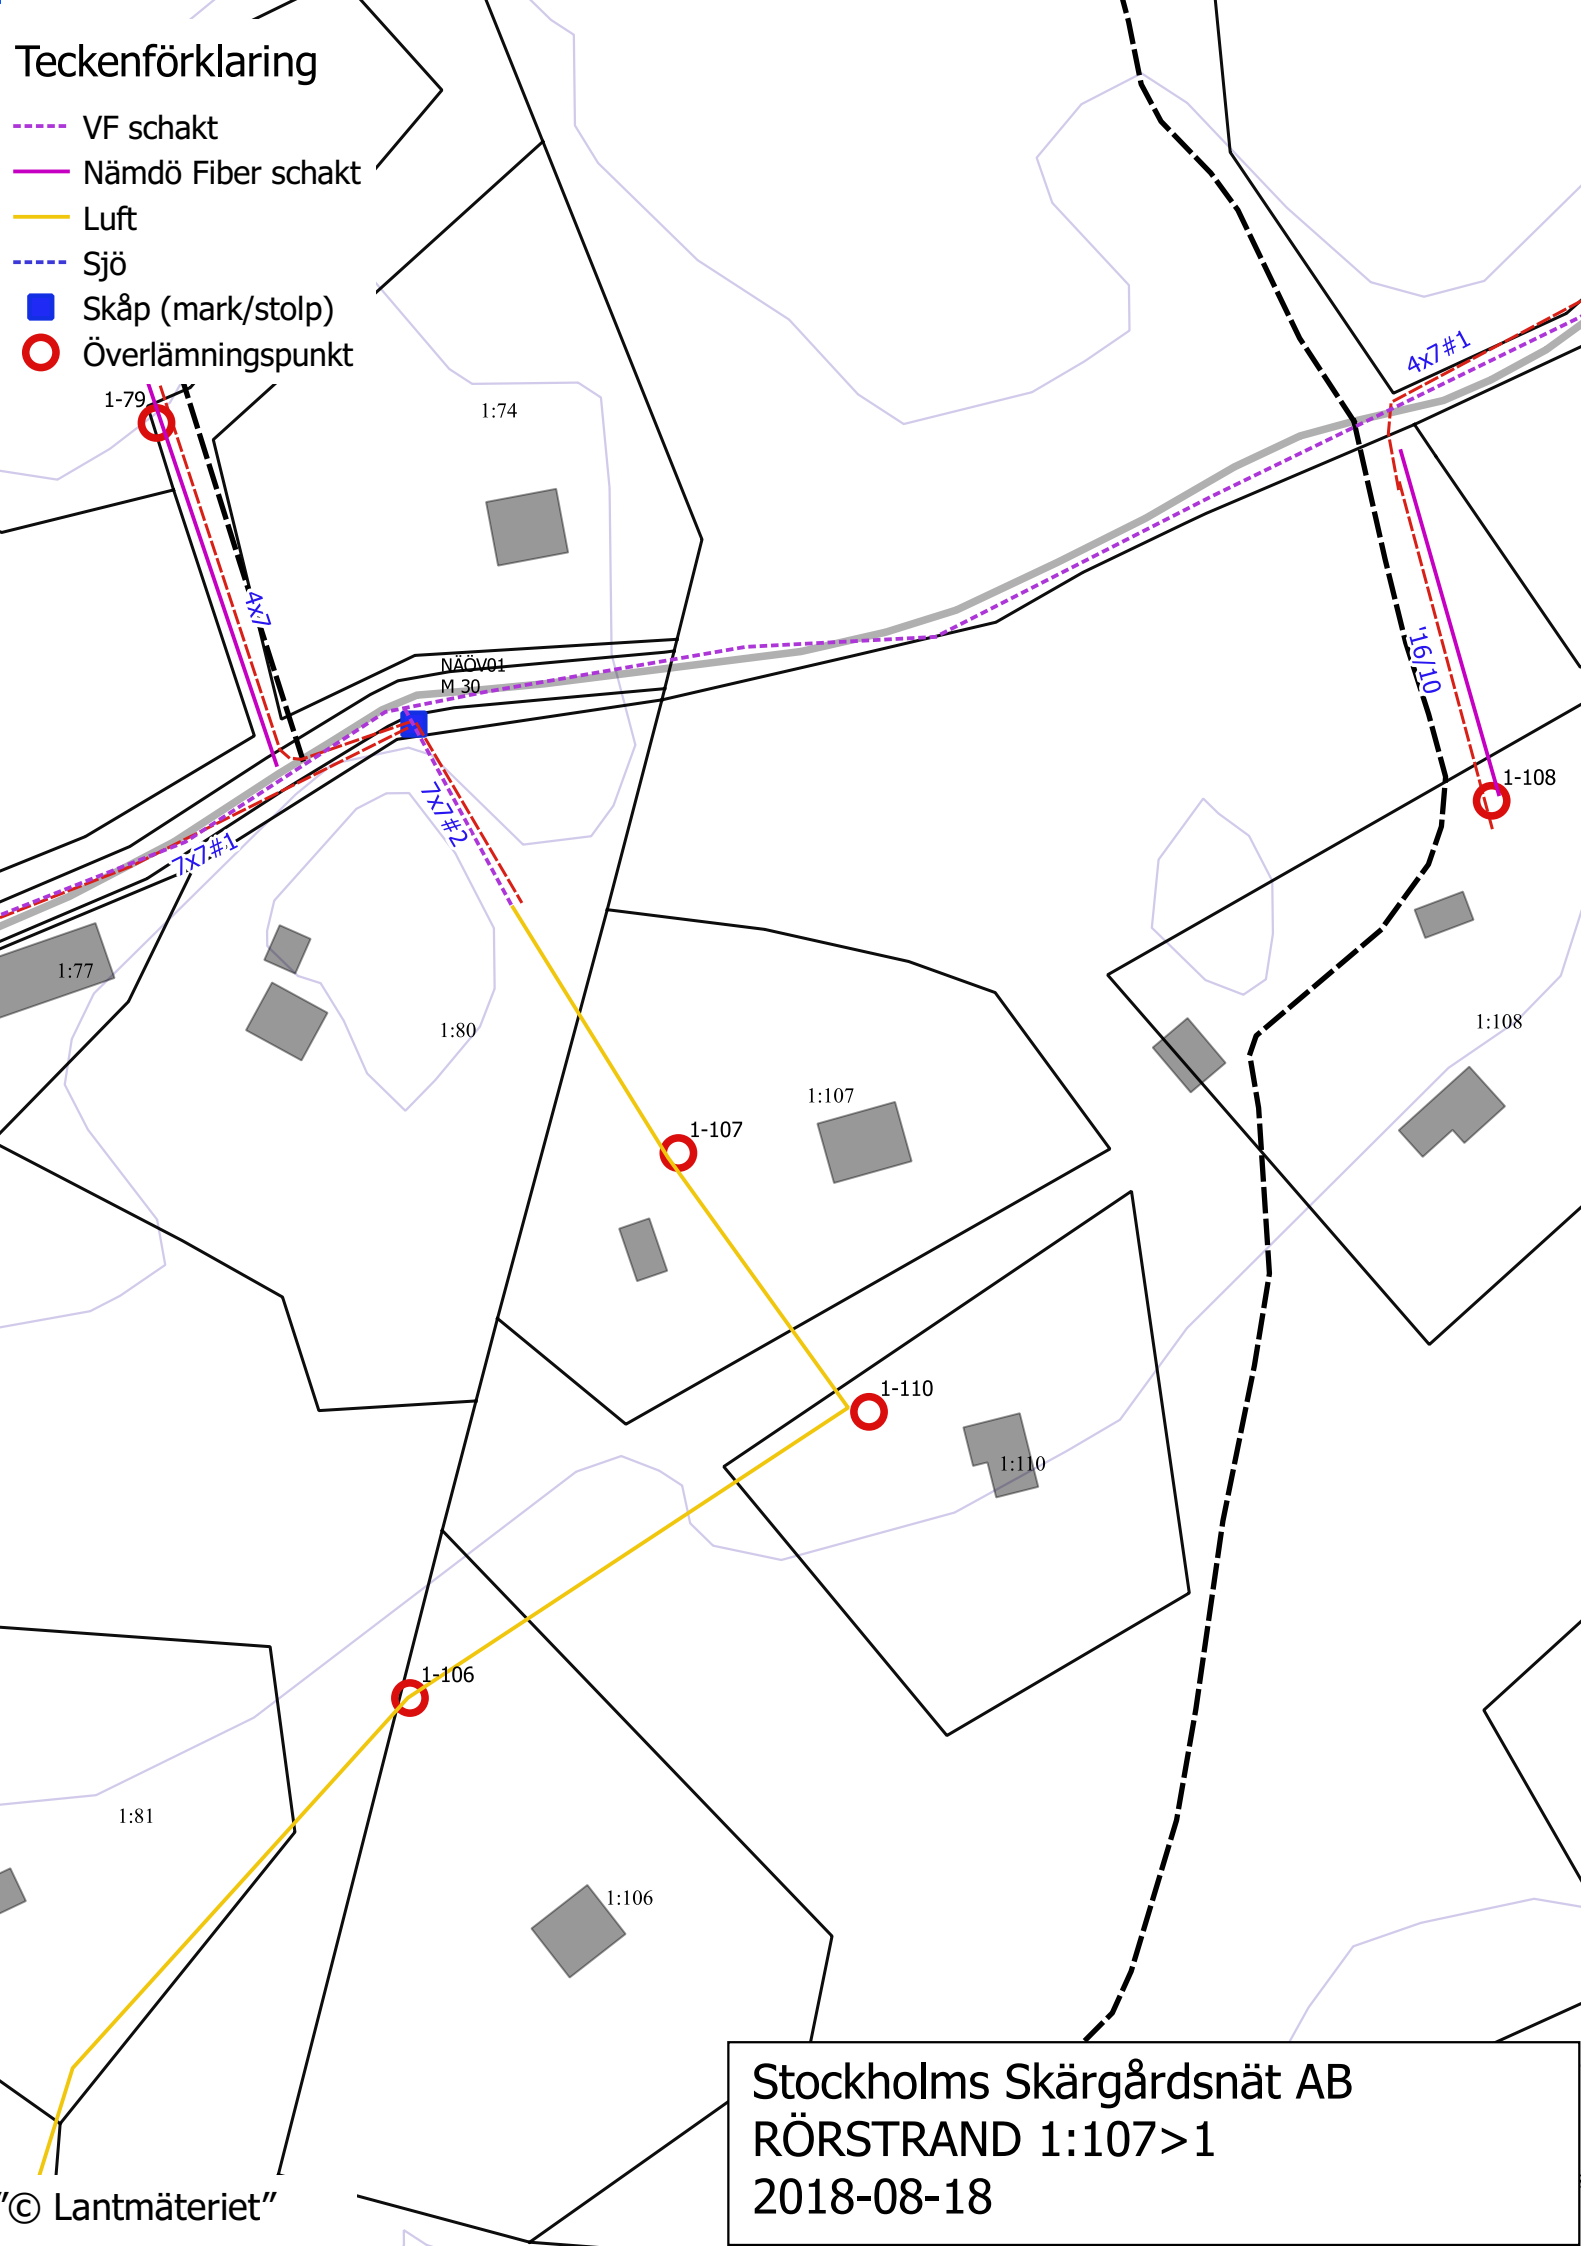 Teckenförklaring
VF schakt
Nämdö Fiber schakt
Luft
Sjö
Skåp (mark/stolp)
Överlämningspunkt
4x7#1
1-79
1:74
4x7
'16/10
NÄÖV01
M 30
1-108
7x7#2
7x7#1
1:77
1:80
1:108
1:107
1-107
1-110
1:110
1-106
1:81
1:106
Stockholms Skärgårdsnät AB
RÖRSTRAND 1:107>1
2018-08-18
"© Lantmäteriet"